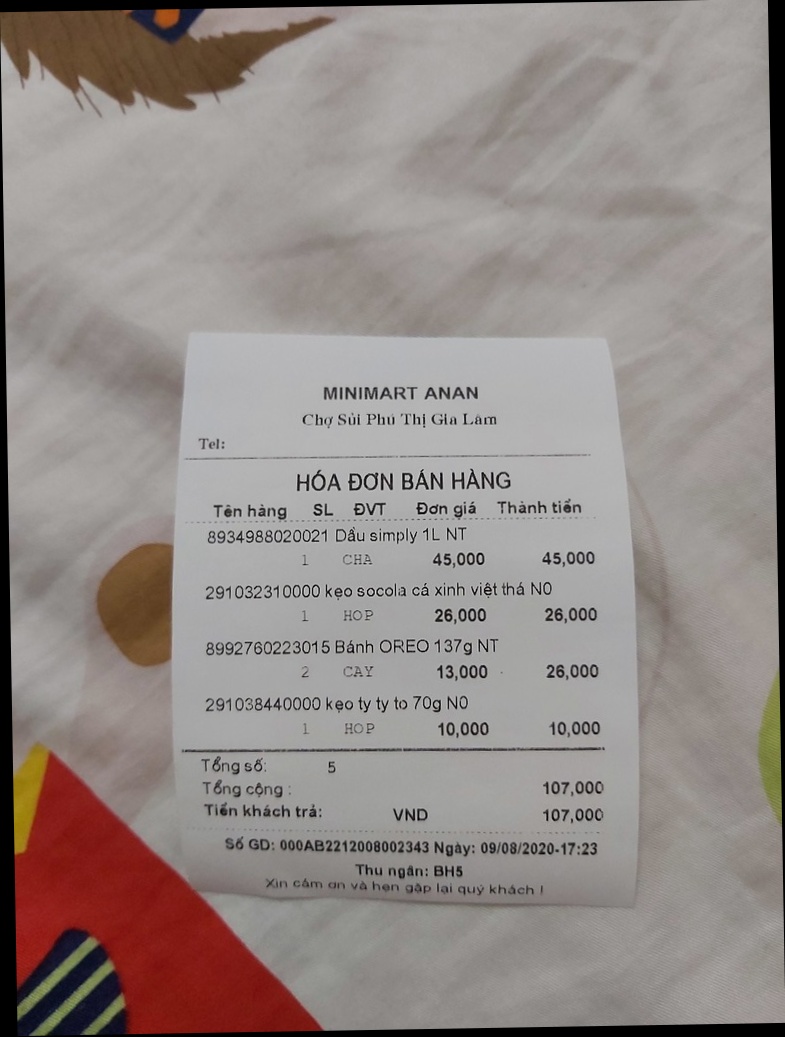 MINIMART ANAN
Chợ Sủi Phú Thị Gia Lâm
Tel:
HÓA ĐƠN BÁN HÀNG
Tên hàng SL ĐVT Đơn giá Thành tiền
8934988020021 Dầu simply 1L NT
1 CHA 45,000 45,000
291032310000 kẹo socola cá xinh việt thá N0
1 HOP 26,000 26,000
8992760223015 Bánh OREO 137g NT
2 CAY 13,000 26,000
291038440000 kẹo ty ty to 70g N0
1 HOP 10,000 10,000
Tổng số: 5
Tổng cộng : 107,000
Tiền khách trả: VND 107,000
Số GD: 000AB2212008002343 Ngày: 09/08/2020-17:23
Thu ngân: BH5
Xin cảm ơn và hẹn gặp lại quý khách !